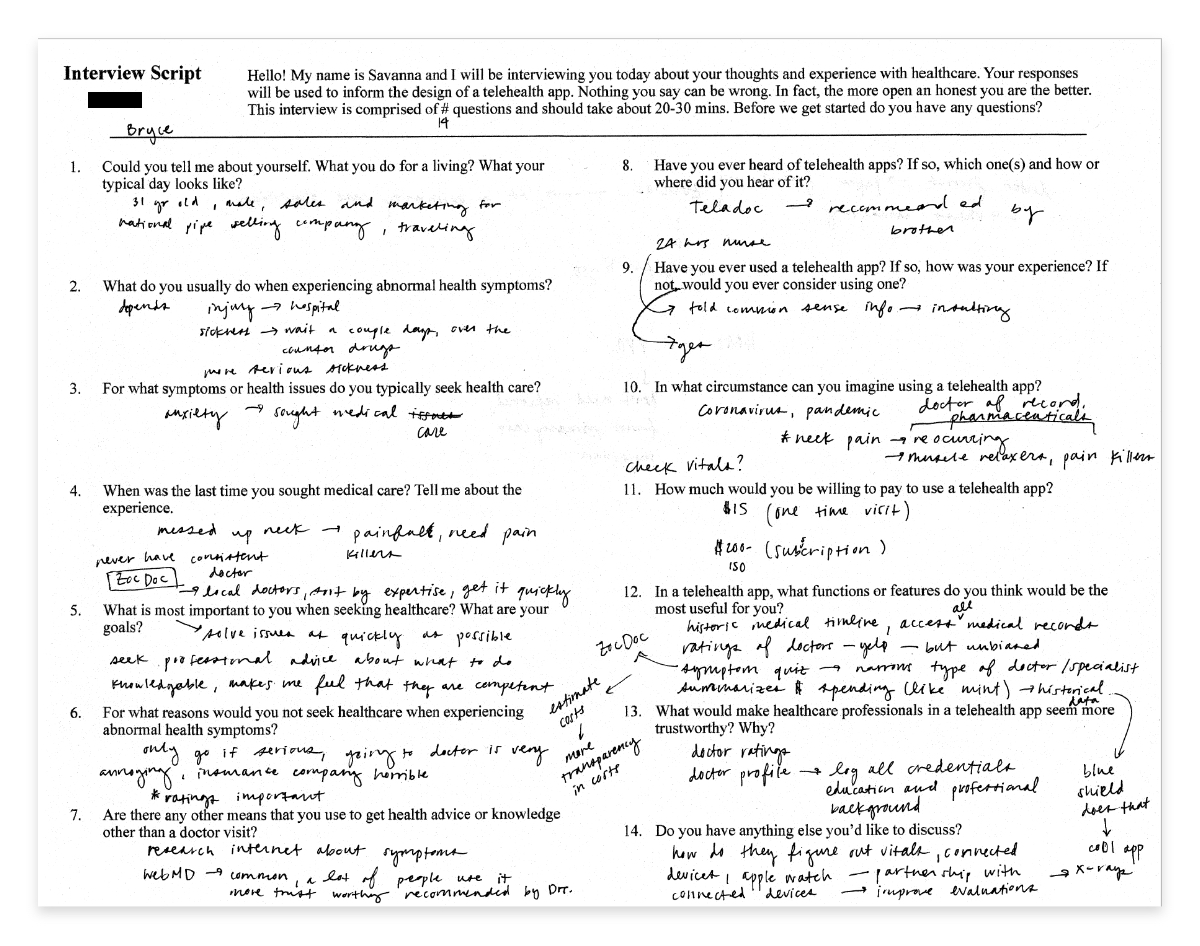 Interview Script
Hello! My name is Savanna and I will be interviewing you today about your thoughts and experience with healthcare. Your responses
will be used to inform the design of a telehealth app. Nothing you say can be wrong. In fact, the more open an honest you are the better.
This interview is comprised of # questions and should take about 20-30 mins. Before we get started do you have any questions?
14
Bryce
1. Could you tell me about yourself. What you do for a living? What your
typical day looks like?
31 yr old, male, sales and marketing for
national pipe selling company, traveling
2. What do you usually do when experiencing abnormal health symptoms?
depends injury → hospital
sickness → wait a couple days, over the
counter drugs
more serious sickness
3. For what symptoms or health issues do you typically seek health care?
anxiety → sought medical issues
care
4. When was the last time you sought medical care? Tell me about the
experience.
messed up neck → painfull, need pain
killers
never have consistent
doctor
ZocDoc
→ local doctors, sort by expertise, get it quickly
5. What is most important to you when seeking healthcare? What are your
goals?
solve issues as quickly as possible
seek professional advice about what to do
knowledgable, makes me feel that they are competent
6. For what reasons would you not seek healthcare when experiencing
abnormal health symptoms?
only go if serious, going to doctor is very
annoying, insurance company horrible
* ratings important
7. Are there any other means that you use to get health advice or knowledge
other than a doctor visit?
research internet about symptoms
WebMD → common, a lot of people use it
more trust worthy recommended by Drr.
8. Have you ever heard of telehealth apps? If so, which one(s) and how or
where did you hear of it?
Teladoc → recommeard ed by
brother
24 hrs nurse
9. Have you ever used a telehealth app? If so, how was your experience? If
not, would you ever consider using one?
→ told common sense info → insulting
→ yes
10. In what circumstance can you imagine using a telehealth app?
Coronavirus, pandemic
doctor of record,
pharmaceuticals
* neck pain → reocurring
→ muscle relaxers, pain killers
check vitals?
11. How much would you be willing to pay to use a telehealth app?
$15 (one time visit)
$200- (subscription)
150
12. In a telehealth app, what functions or features do you think would be the
most useful for you?
all
historic medical timeline, access medical records
ratings of doctors – yelp – but unbiased
ZocDoc
symptom quiz → narrows type of doctor/specialist
summarizes $ spending (like mint) → historical
data
estimate
costs
↓
more
transparency
in costs
13. What would make healthcare professionals in a telehealth app seem more
trustworthy? Why?
doctor ratings
doctor profile → log all credentials
education and professional
background
blue
shield
does that
↓
cool app
→ x-rays
14. Do you have anything else you'd like to discuss?
how do they figure out vitals, connected
devices, apple watch – partnership with
connected devices → improve evaluations